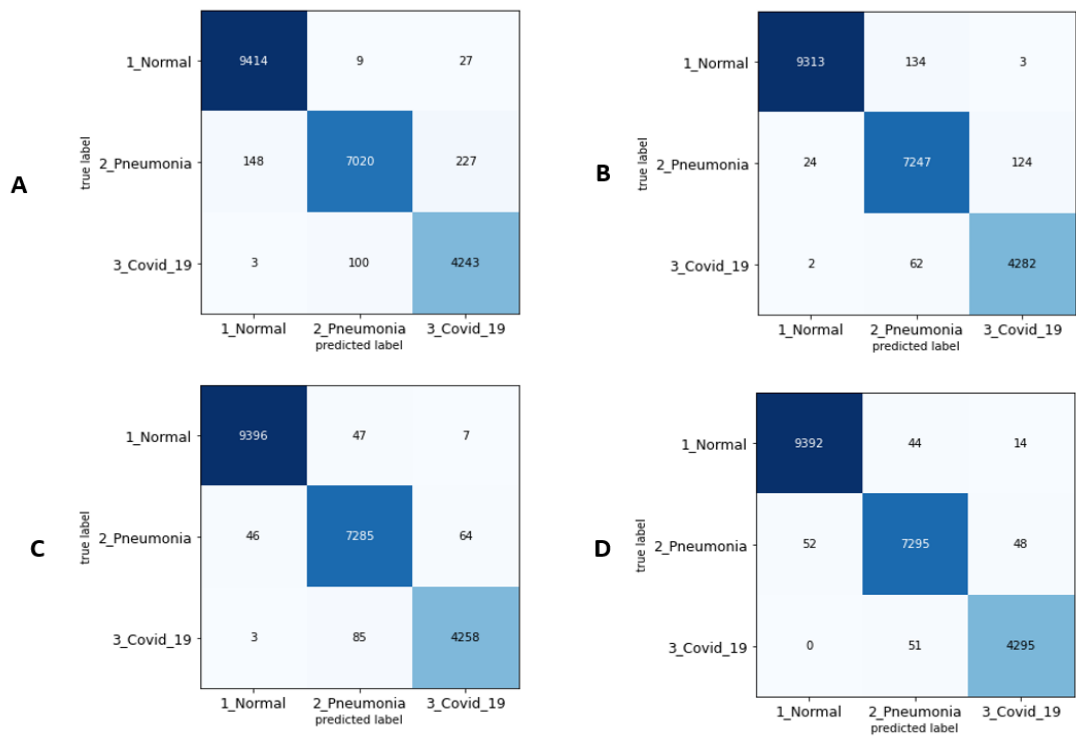 A
true label
1_Normal 9414 9 27
2_Pneumonia 148 7020 227
3_Covid_19 3 100 4243
1_Normal 2_Pneumonia 3_Covid_19
predicted label
B
true label
1_Normal 9313 134 3
2_Pneumonia 24 7247 124
3_Covid_19 2 62 4282
1_Normal 2_Pneumonia 3_Covid_19
predicted label
C
true label
1_Normal 9396 47 7
2_Pneumonia 46 7285 64
3_Covid_19 3 85 4258
1_Normal 2_Pneumonia 3_Covid_19
predicted label
D
true label
1_Normal 9392 44 14
2_Pneumonia 52 7295 48
3_Covid_19 0 51 4295
1_Normal 2_Pneumonia 3_Covid_19
predicted label